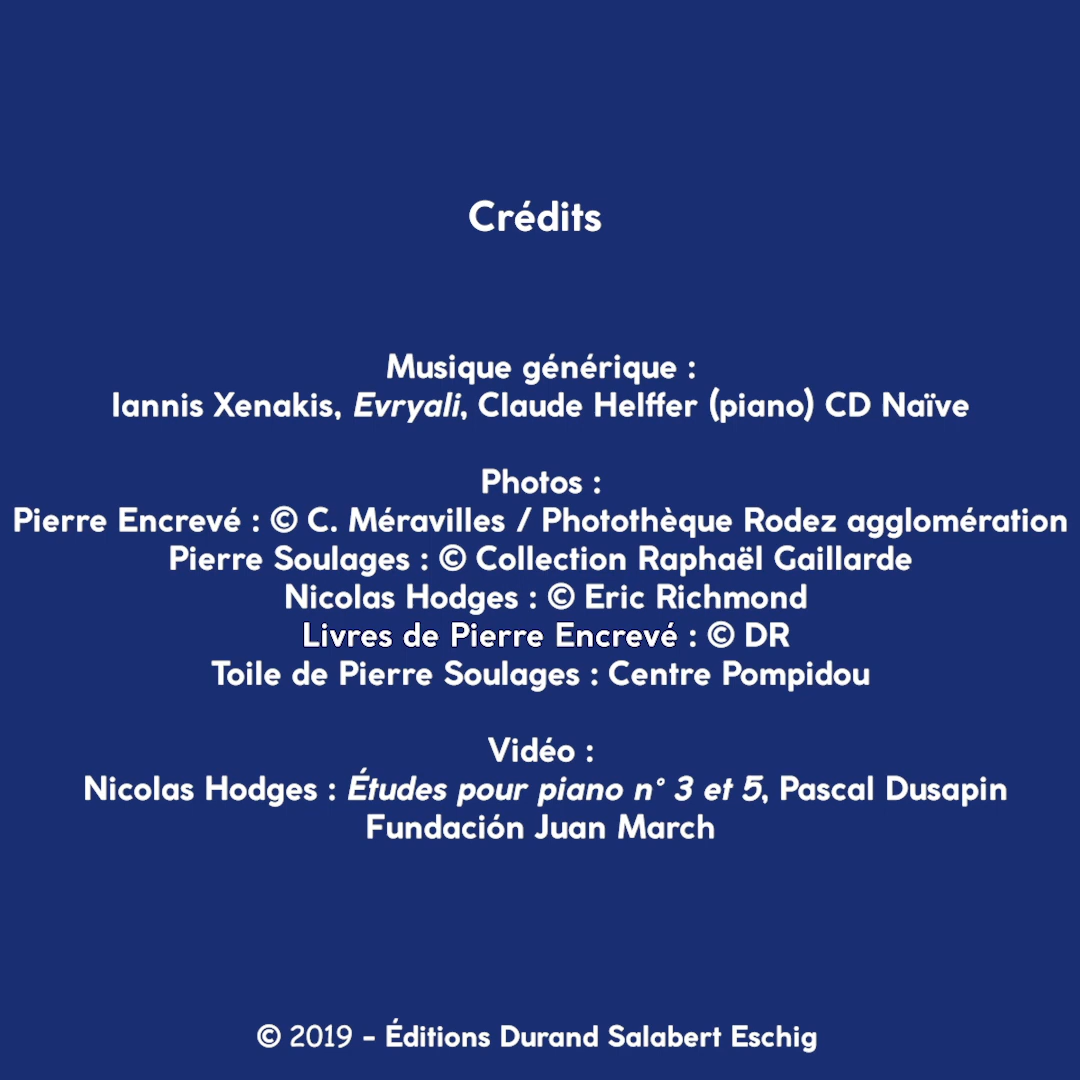 Crédits
Musique générique :
Iannis Xenakis, Evryali, Claude Helffer (piano) CD Naïve
Photos :
Pierre Encrevé : © C. Méravilles / Photothèque Rodez agglomération
Pierre Soulages : © Collection Raphaël Gaillarde
Nicolas Hodges : © Eric Richmond
Livres de Pierre Encrevé : © DR
Toile de Pierre Soulages : Centre Pompidou
Vidéo :
Nicolas Hodges : Études pour piano n° 3 et 5, Pascal Dusapin
Fundación Juan March
© 2019 - Éditions Durand Salabert Eschig